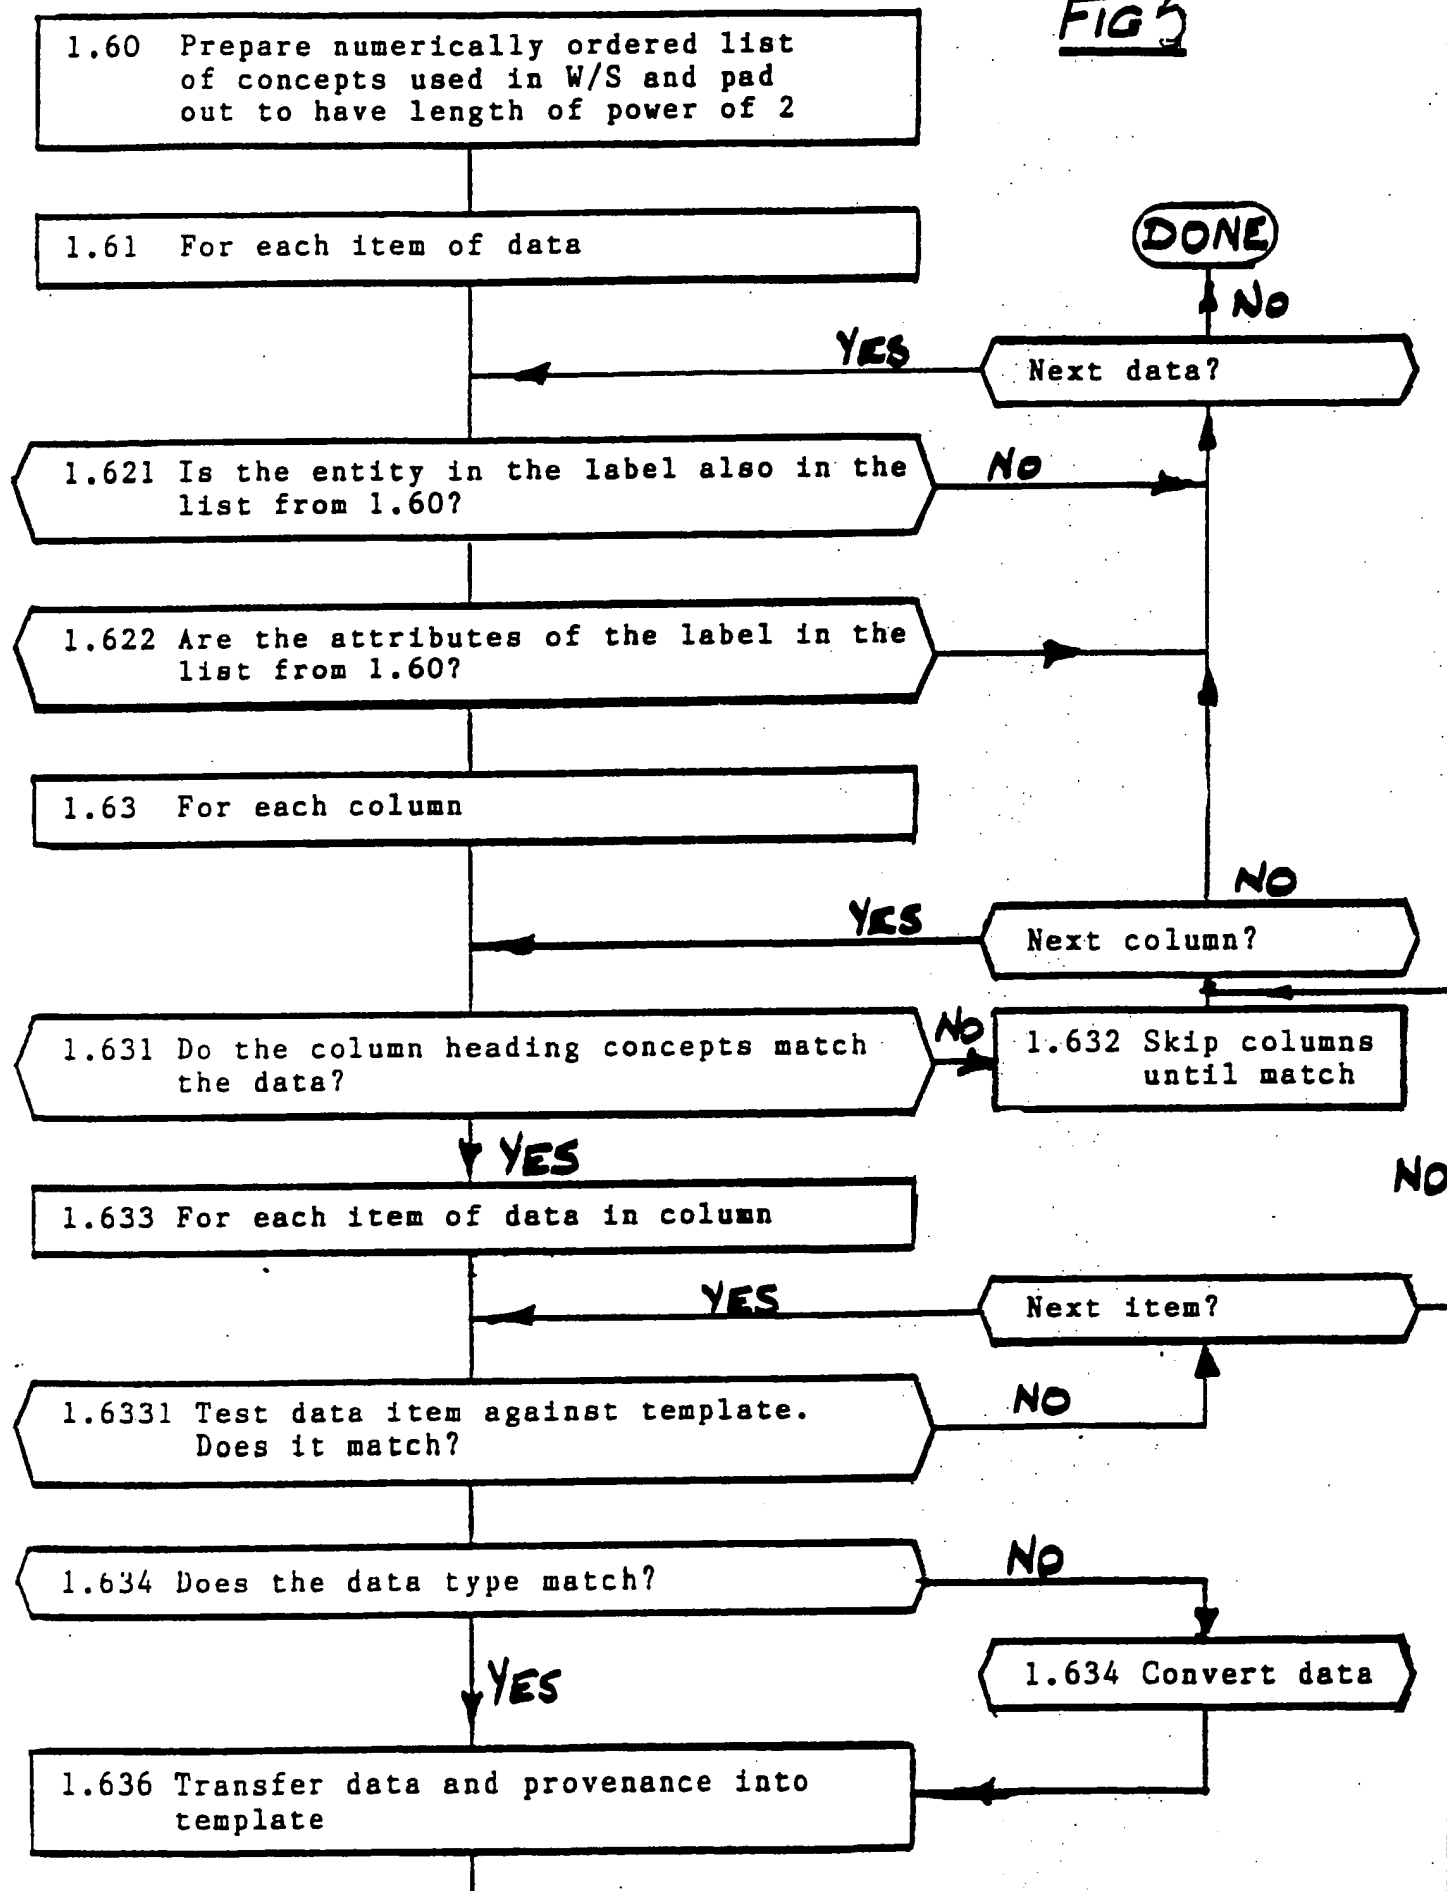 FIG 5
1.60 Prepare numerically ordered list
of concepts used in W/S and pad
out to have length of power of 2
1.61 For each item of data
DONE
NO
YES
Next data?
1.621 Is the entity in the label also in the
list from 1.60?
NO
1.622 Are the attributes of the label in the
list from 1.60?
1.63 For each column
NO
YES
Next column?
1.631 Do the column heading concepts match
the data?
NO
1.632 Skip columns
until match
YES
NO
1.633 For each item of data in column
YES
Next item?
1.6331 Test data item against template.
Does it match?
NO
1.634 Does the data type match?
NO
1.634 Convert data
YES
1.636 Transfer data and provenance into
template